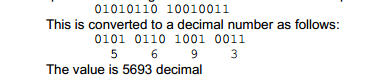 01010110 10010011
This is converted to a decimal number as follows:
0101 0110 1001 0011
5 6 9 3
The value is 5693 decimal